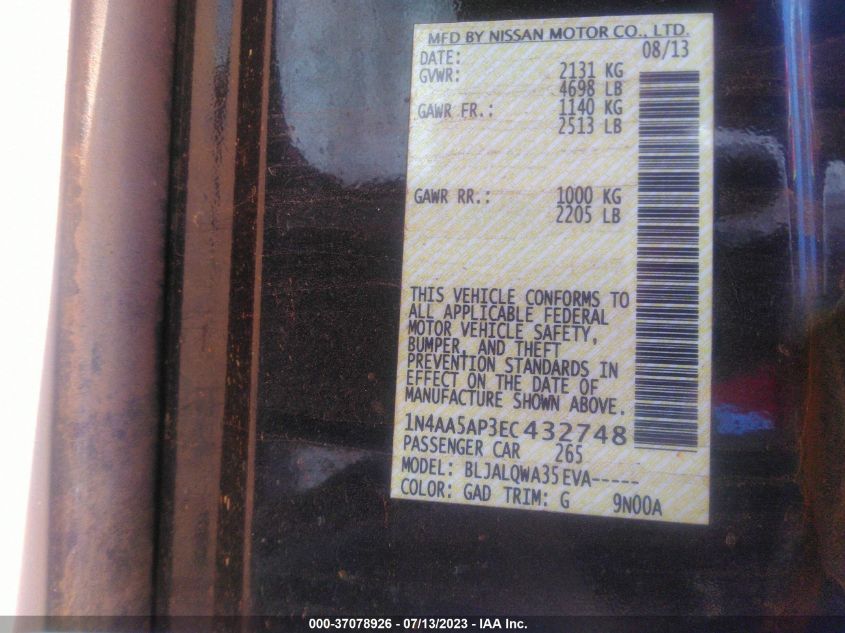 MFD BY NISSAN MOTOR CO., LTD.
DATE: 08/13
GVWR: 2131 KG
4698 LB
GAWR FR.: 1140 KG
2513 LB
GAWR RR.: 1000 KG
2205 LB
THIS VEHICLE CONFORMS TO
ALL APPLICABLE FEDERAL
MOTOR VEHICLE SAFETY,
BUMPER, AND THEFT
PREVENTION STANDARDS IN
EFFECT ON THE DATE OF
MANUFACTURE SHOWN ABOVE.
1N4AA5AP3EC432748
PASSENGER CAR 265
MODEL: BLJALQWA35EVA-----
COLOR: GAD TRIM: G 9N00A
000-37078926 - 07/13/2023 - IAA Inc.